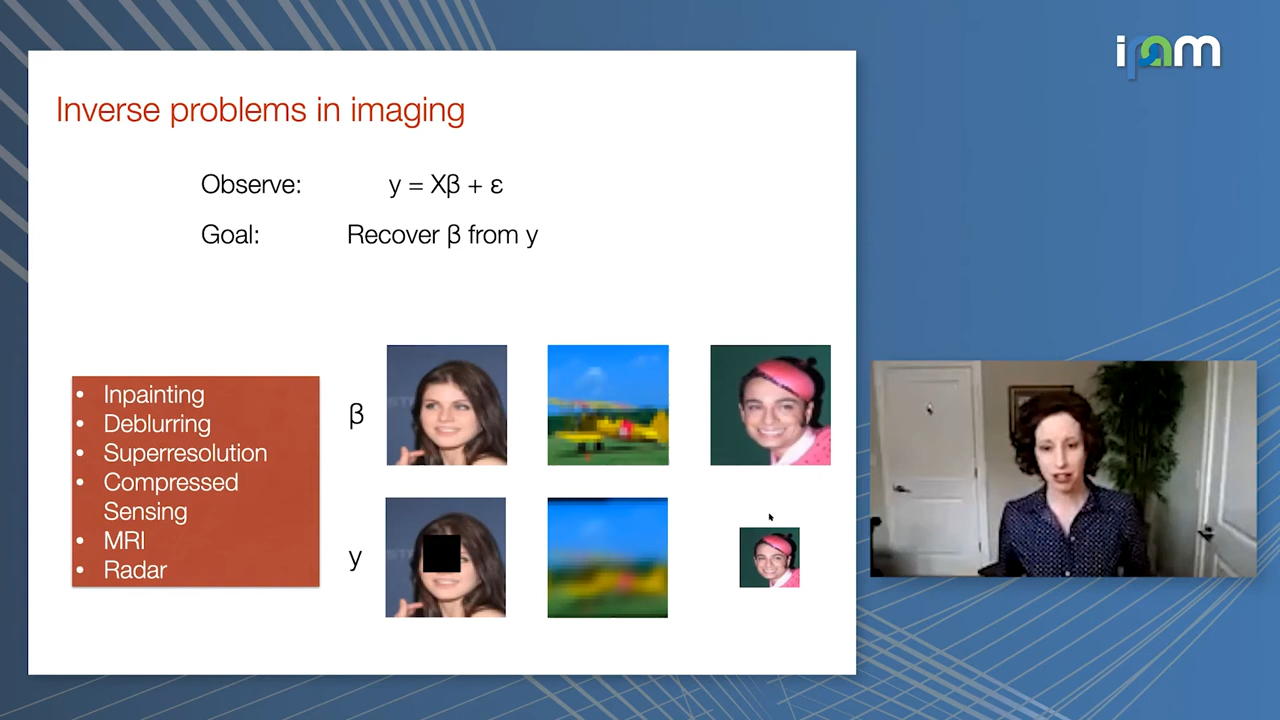 ipam
Inverse problems in imaging
Observe: y = Xβ + ε
Goal: Recover β from y
• Inpainting
• Deblurring
• Superresolution
• Compressed
Sensing
• MRI
• Radar
β
y